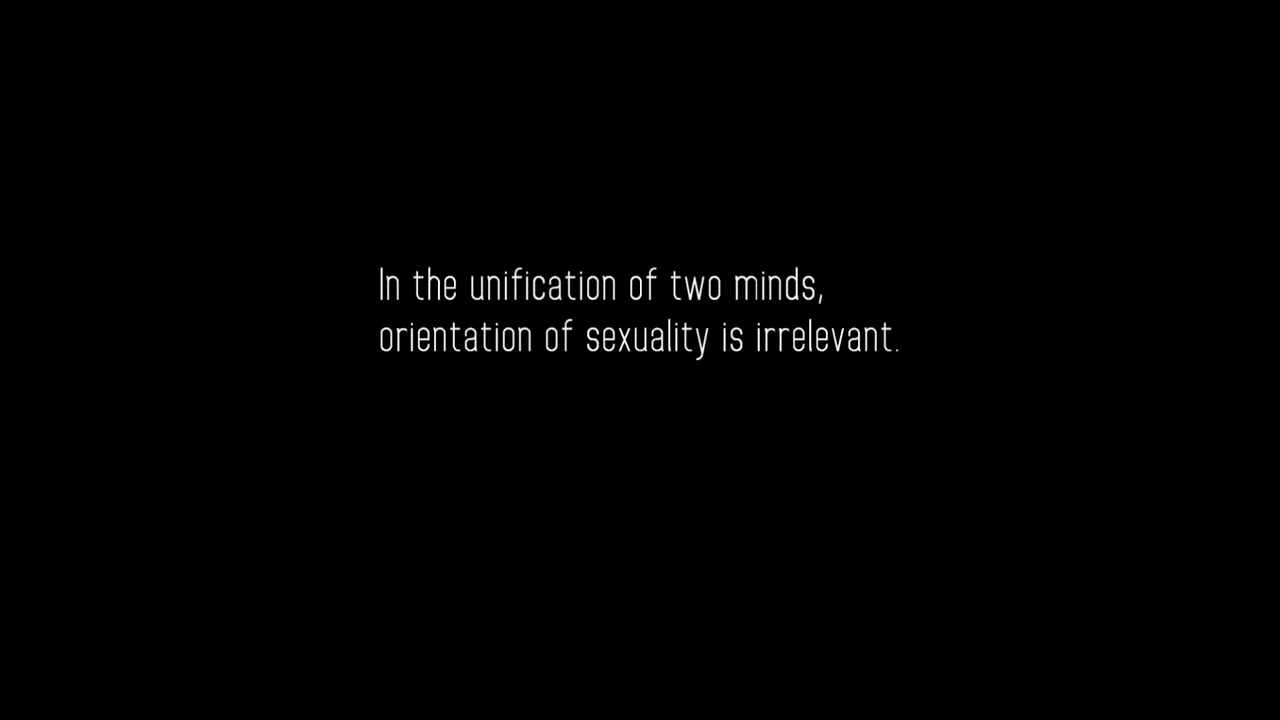 In the unification of two minds,
orientation of sexuality is irrelevant.